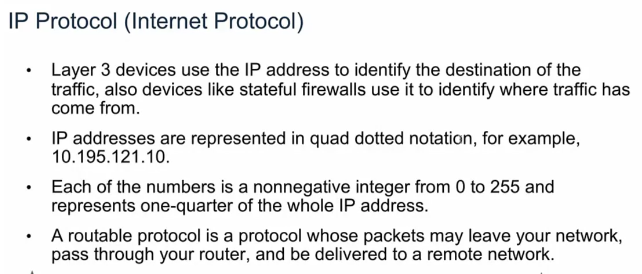 IP Protocol (Internet Protocol)
• Layer 3 devices use the IP address to identify the destination of the
traffic, also devices like stateful firewalls use it to identify where traffic has
come from.
• IP addresses are represented in quad dotted notation, for example,
10.195.121.10.
• Each of the numbers is a nonnegative integer from 0 to 255 and
represents one-quarter of the whole IP address.
• A routable protocol is a protocol whose packets may leave your network,
pass through your router, and be delivered to a remote network.